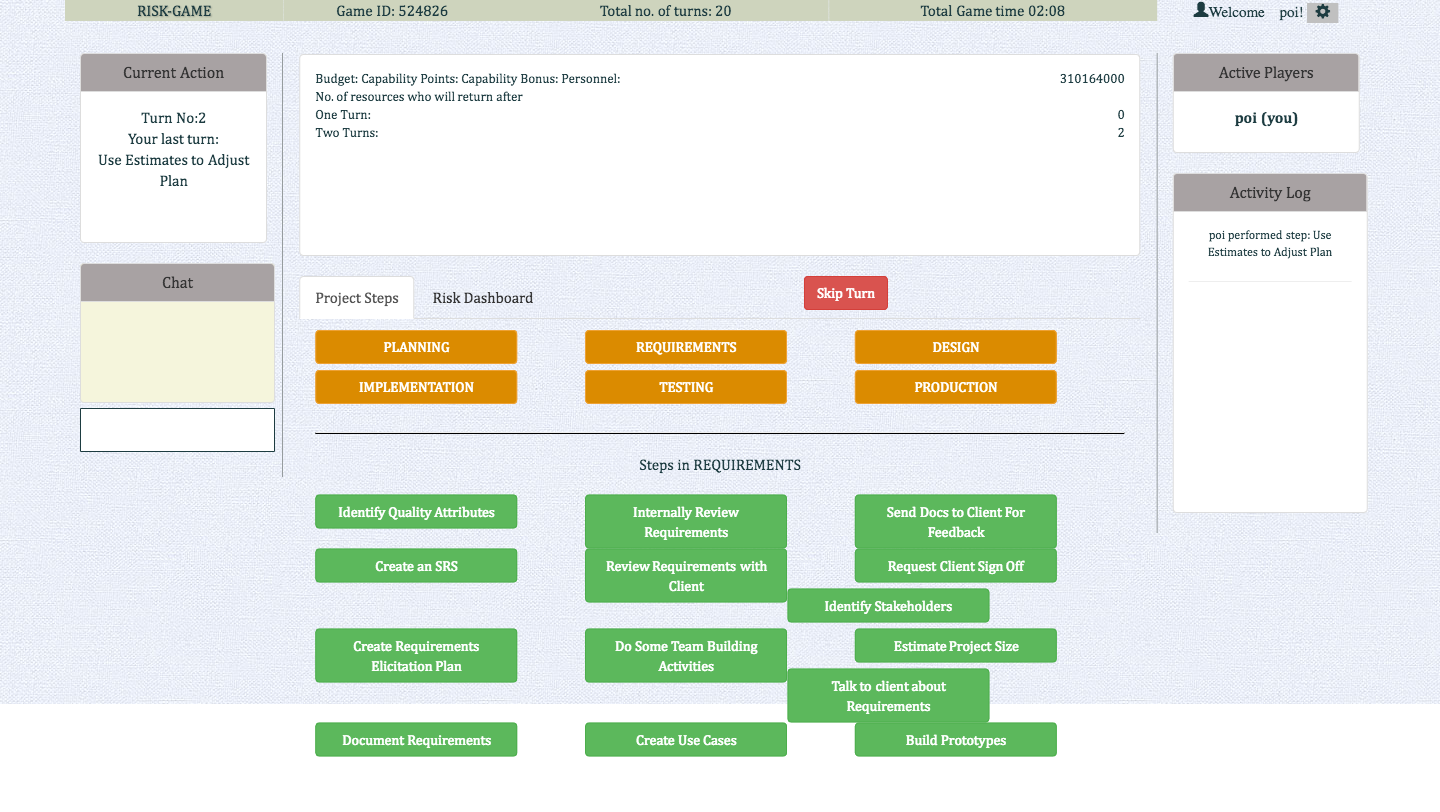 RISK-GAME
Game ID: 524826
Total no. of turns: 20
Total Game time 02:08
Welcome poi!
Current Action
Turn No:2
Your last turn:
Use Estimates to Adjust
Plan
Chat
Budget: Capability Points: Capability Bonus: Personnel: 310164000
No. of resources who will return after
One Turn: 0
Two Turns: 2
Project Steps
Risk Dashboard
Skip Turn
PLANNING
REQUIREMENTS
DESIGN
IMPLEMENTATION
TESTING
PRODUCTION
Steps in REQUIREMENTS
Identify Quality Attributes
Internally Review
Requirements
Send Docs to Client For
Feedback
Create an SRS
Review Requirements with
Client
Request Client Sign Off
Identify Stakeholders
Create Requirements
Elicitation Plan
Do Some Team Building
Activities
Estimate Project Size
Talk to client about
Requirements
Document Requirements
Create Use Cases
Build Prototypes
Active Players
poi (you)
Activity Log
poi performed step: Use
Estimates to Adjust Plan